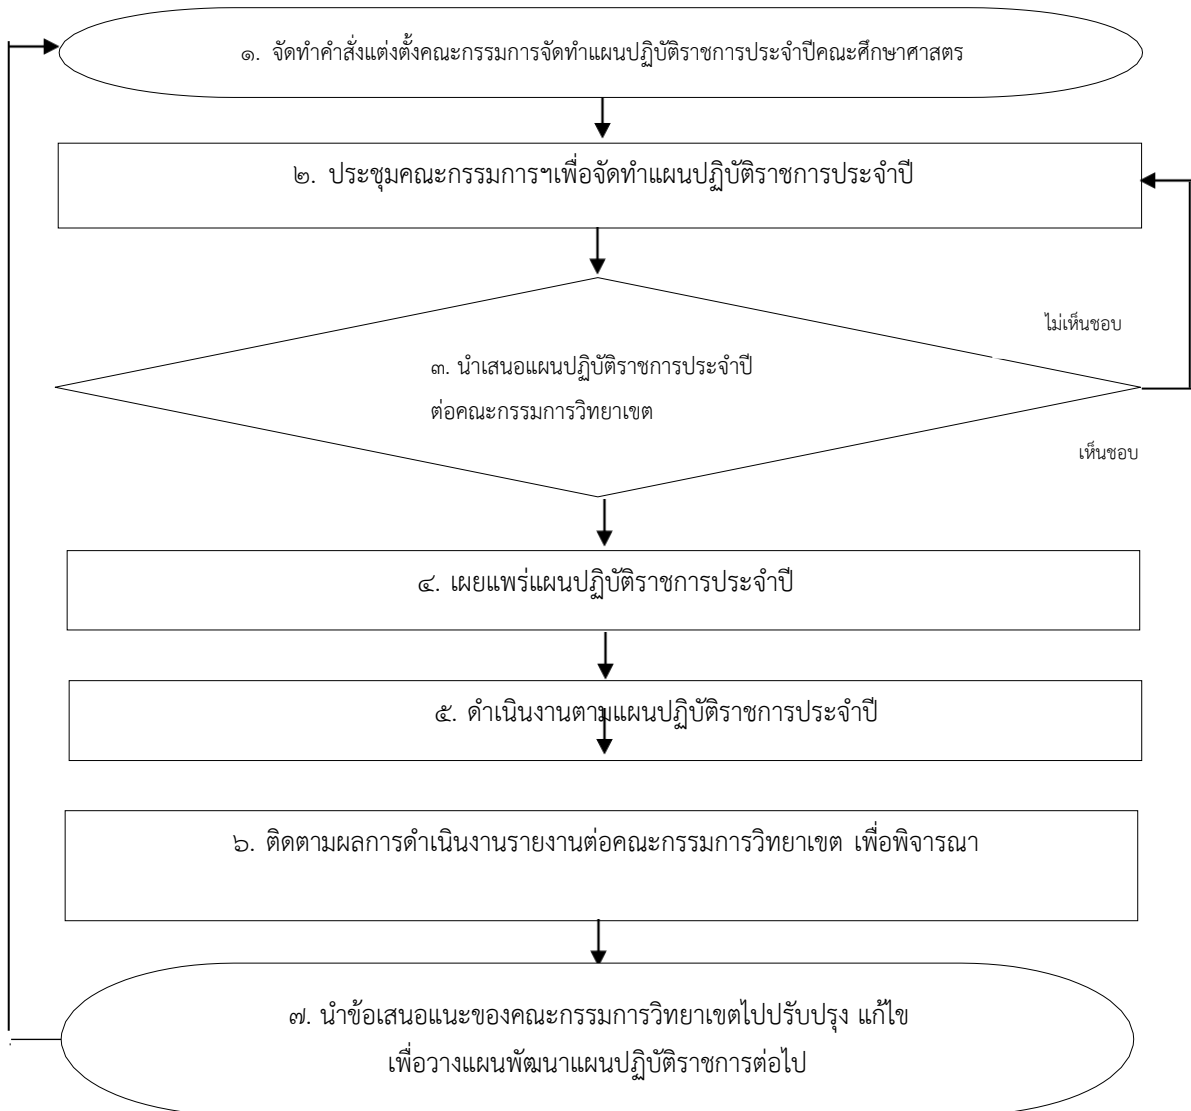 ๑. จัดทำคำสั่งแต่งตั้งคณะกรรมการจัดทำแผนปฏิบัติราชการประจำปีคณะศึกษาศาสตร
๒. ประชุมคณะกรรมการฯเพื่อจัดทำแผนปฏิบัติราชการประจำปี
ไม่เห็นชอบ
๓. นำเสนอแผนปฏิบัติราชการประจำปี
ต่อคณะกรรมการวิทยาเขต
เห็นชอบ
๔. เผยแพร่แผนปฏิบัติราชการประจำปี
๕. ดำเนินงานตามแผนปฏิบัติราชการประจำปี
๖. ติดตามผลการดำเนินงานรายงานต่อคณะกรรมการวิทยาเขต เพื่อพิจารณา
๗. นำข้อเสนอแนะของคณะกรรมการวิทยาเขตไปปรับปรุง แก้ไข
เพื่อวางแผนพัฒนาแผนปฏิบัติราชการต่อไป